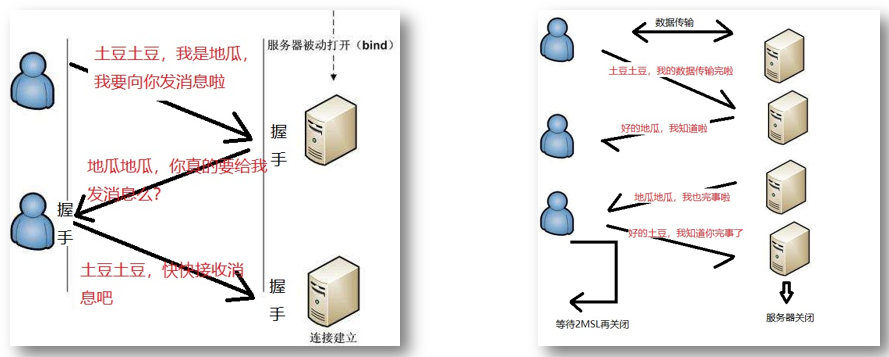 服务器被动打开（bind）
土豆土豆，我是地瓜，
我要向你发消息啦
握
手
地瓜地瓜，你真的要给我
发消息么？
握
手
土豆土豆，快快接收消
息吧
握
手
连接建立
数据传输
土豆土豆，我的数据传输完啦
好的地瓜，我知道啦
地瓜地瓜，我也完事啦
好的土豆，我知道你完事了
等待2MSL再关闭
服务器关闭